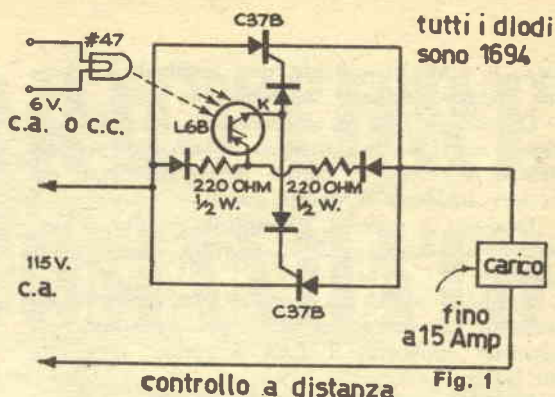 C37B
tutti i diodi
sono 1694
#47
6 V.
c.a. o c.c.
L6B
K
220 OHM
½ W.
220 OHM
½ W.
115 V.
c.a.
C37B
carico
fino
a 15 Amp
controllo a distanza
Fig. 1